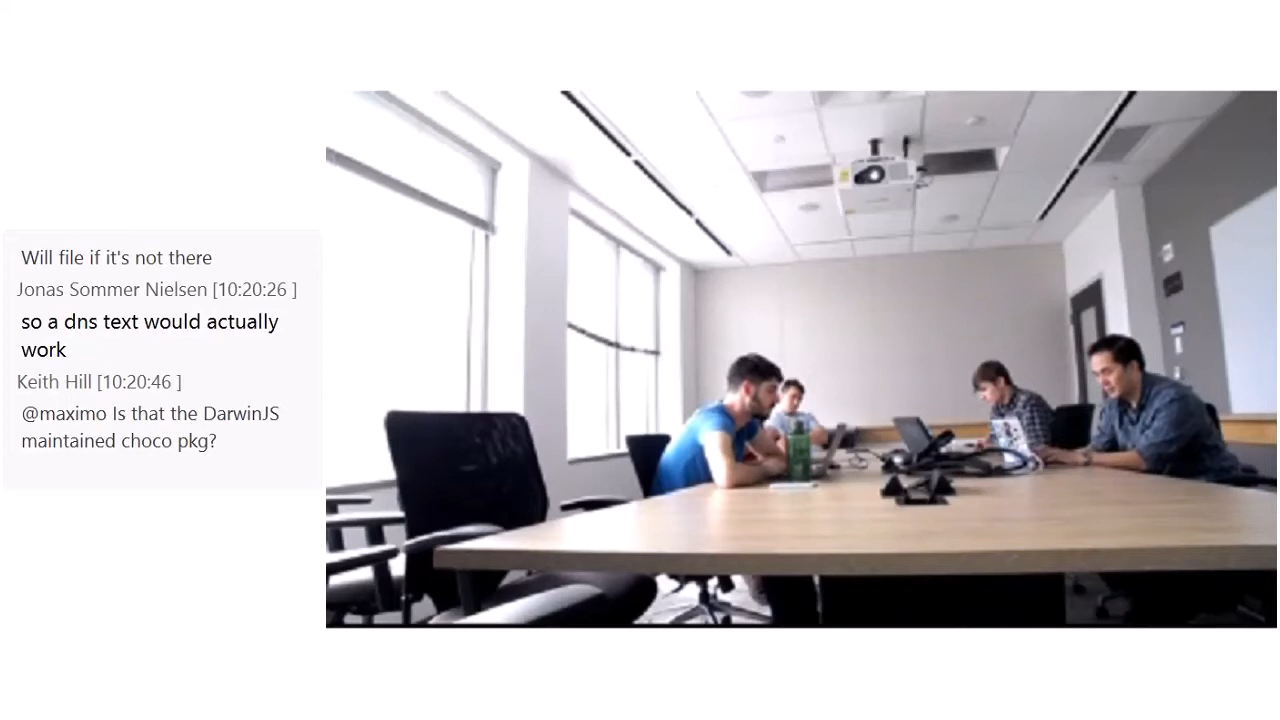 Will file if it's not there
Jonas Sommer Nielsen [10:20:26 ]
so a dns text would actually
work
Keith Hill [10:20:46 ]
@maximo Is that the DarwinJS
maintained choco pkg?